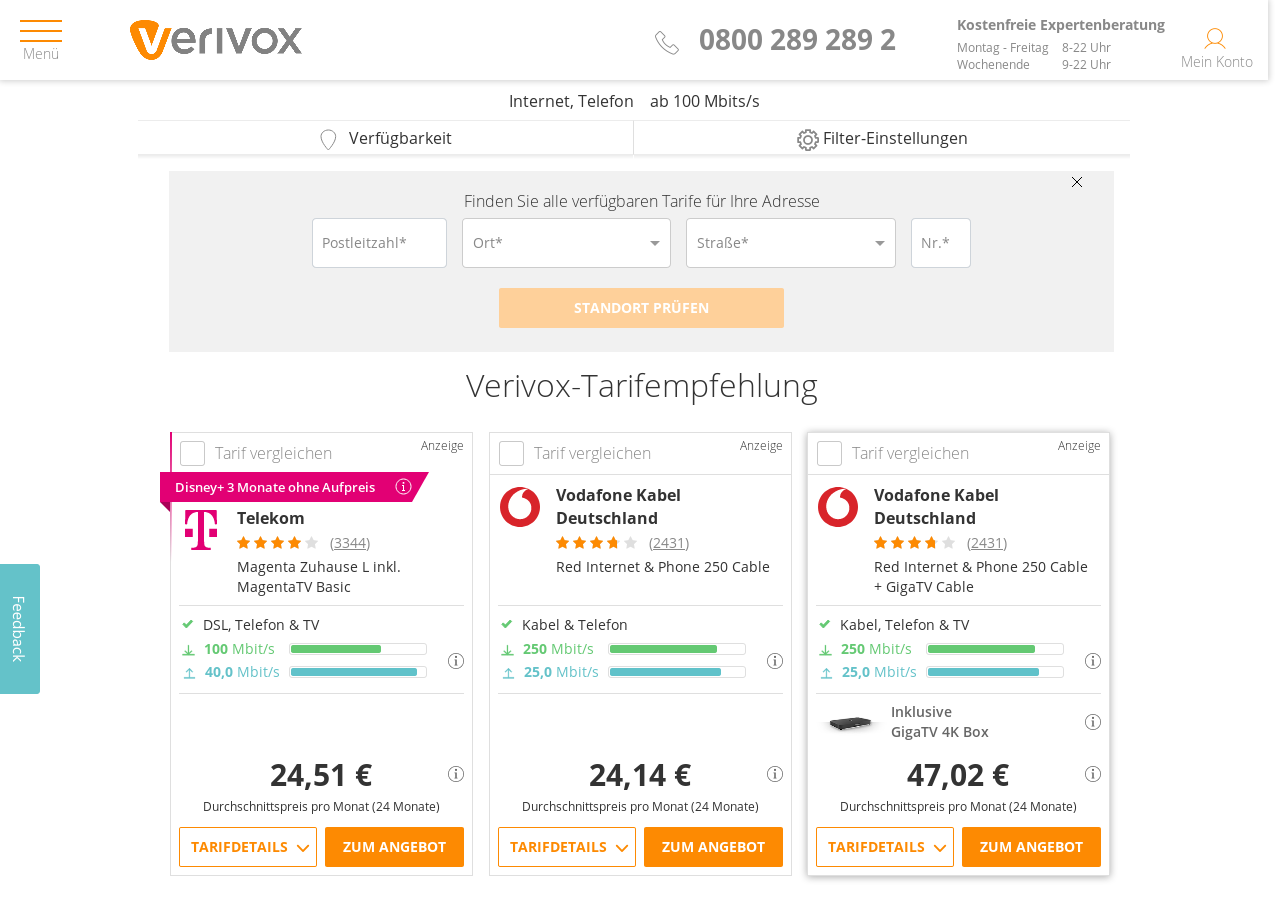 Menü
Verivox
0800 289 289 2
Kostenfreie Expertenberatung
Montag - Freitag 8-22 Uhr
Wochenende 9-22 Uhr
Mein Konto
Internet, Telefon ab 100 Mbits/s
Verfügbarkeit
Filter-Einstellungen
Finden Sie alle verfügbaren Tarife für Ihre Adresse
Postleitzahl*
Ort*
Straße*
Nr.*
STANDORT PRÜFEN
Verivox-Tarifempfehlung
Feedback
Tarif vergleichen
Anzeige
Disney+ 3 Monate ohne Aufpreis
Telekom
(3344)
Magenta Zuhause L inkl.
MagentaTV Basic
DSL, Telefon & TV
100 Mbit/s
40,0 Mbit/s
24,51 €
Durchschnittspreis pro Monat (24 Monate)
TARIFDETAILS
ZUM ANGEBOT
Tarif vergleichen
Anzeige
Vodafone Kabel
Deutschland
(2431)
Red Internet & Phone 250 Cable
Kabel & Telefon
250 Mbit/s
25,0 Mbit/s
24,14 €
Durchschnittspreis pro Monat (24 Monate)
TARIFDETAILS
ZUM ANGEBOT
Tarif vergleichen
Anzeige
Vodafone Kabel
Deutschland
(2431)
Red Internet & Phone 250 Cable
+ GigaTV Cable
Kabel, Telefon & TV
250 Mbit/s
25,0 Mbit/s
Inklusive
GigaTV 4K Box
47,02 €
Durchschnittspreis pro Monat (24 Monate)
TARIFDETAILS
ZUM ANGEBOT